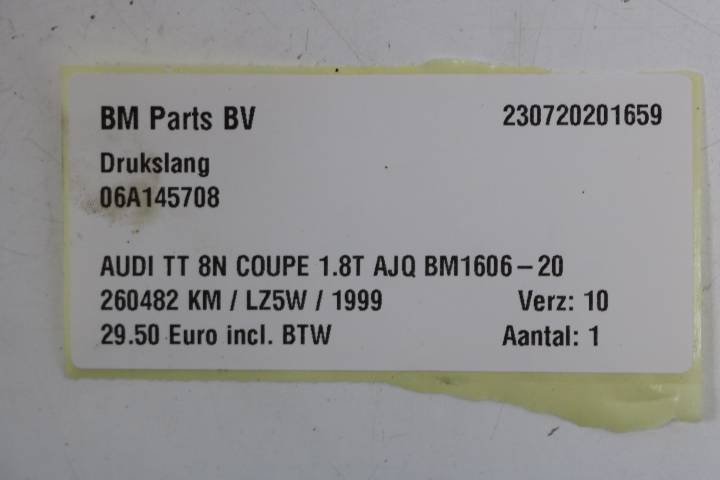 BM Parts BV 230720201659
Drukslang
06A145708
AUDI TT 8N COUPE 1.8T AJQ BM1606-20
260482 KM / LZ5W / 1999 Verz: 10
29.50 Euro incl. BTW Aantal: 1